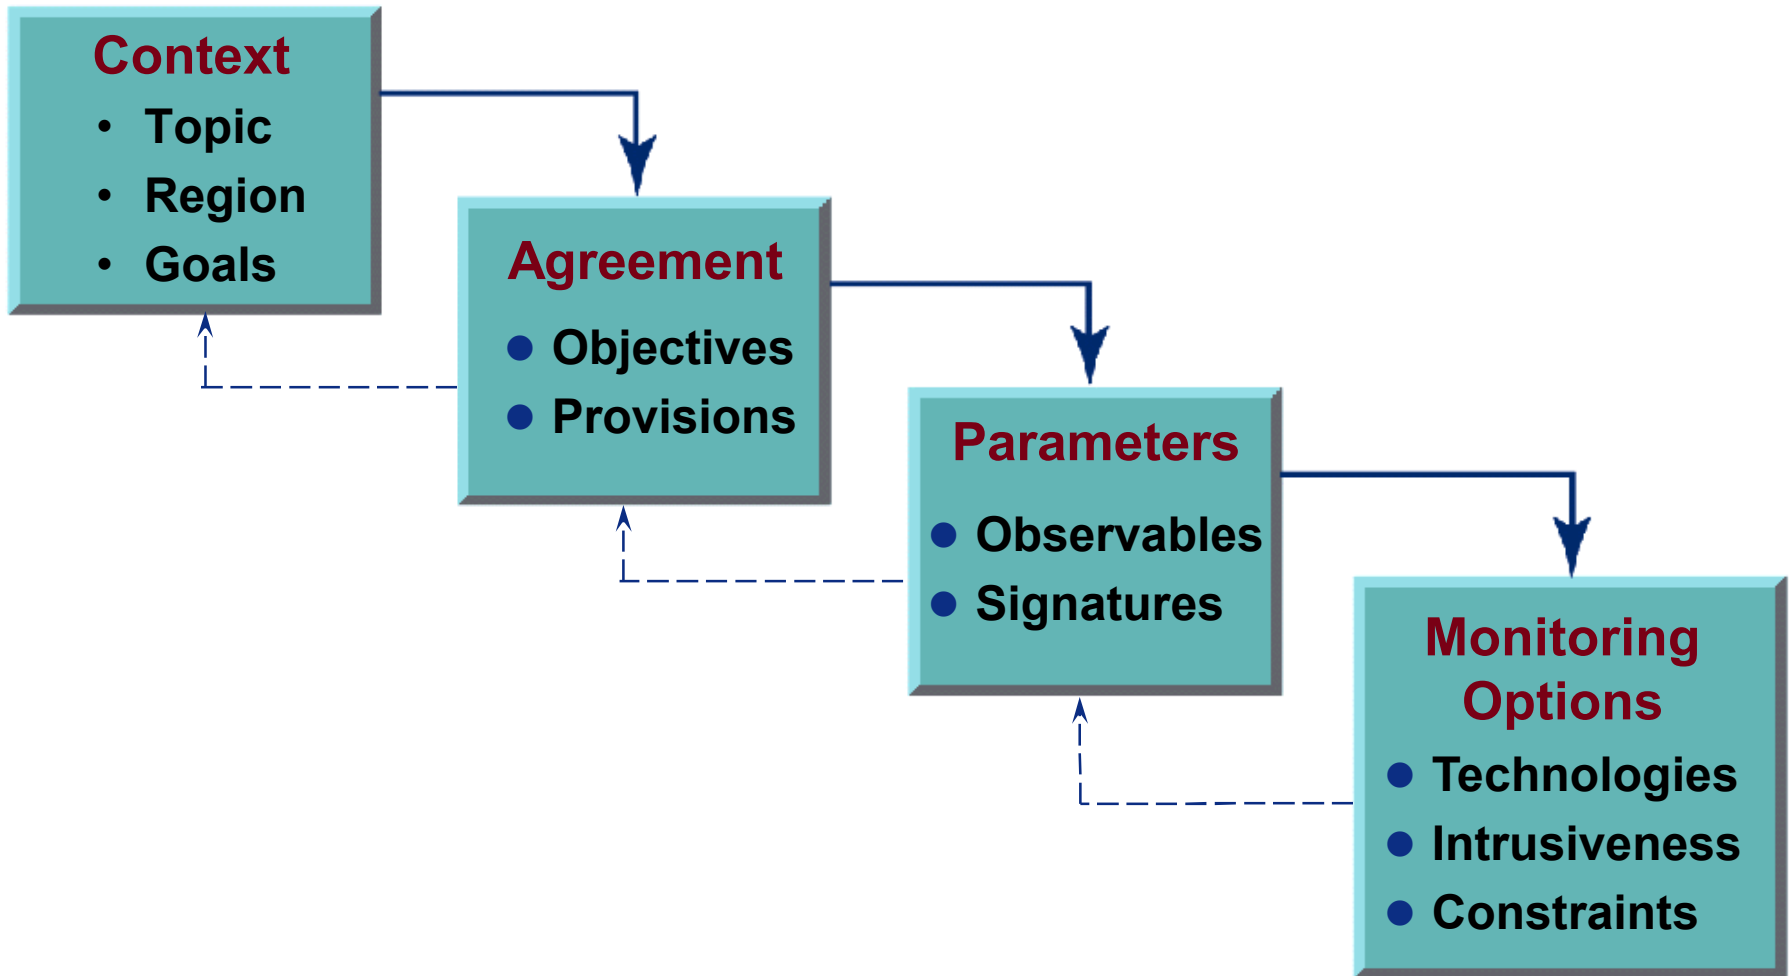 Context
• Topic
• Region
• Goals
Agreement
● Objectives
● Provisions
Parameters
● Observables
● Signatures
Monitoring
Options
● Technologies
● Intrusiveness
● Constraints